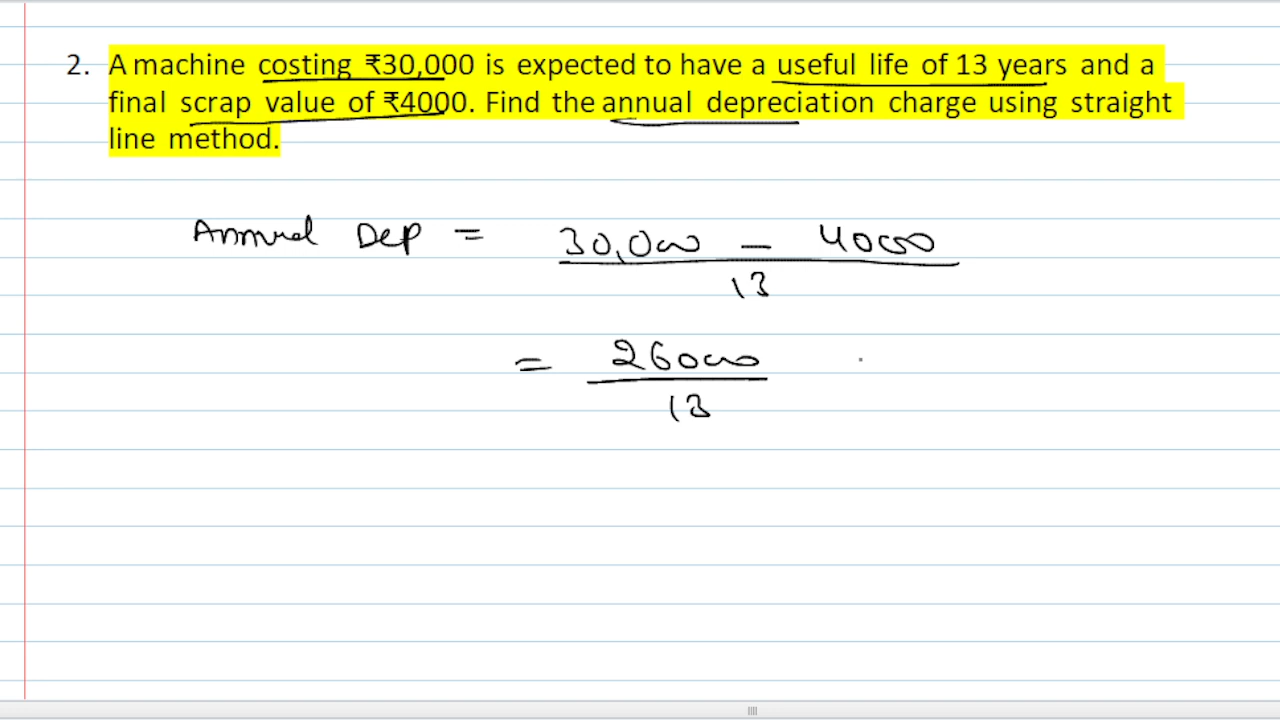 2. A machine costing ₹30,000 is expected to have a useful life of 13 years and a
final scrap value of ₹4000. Find the annual depreciation charge using straight
line method.
Annual Dep = 30,000 - 4000
13
= 26000
13